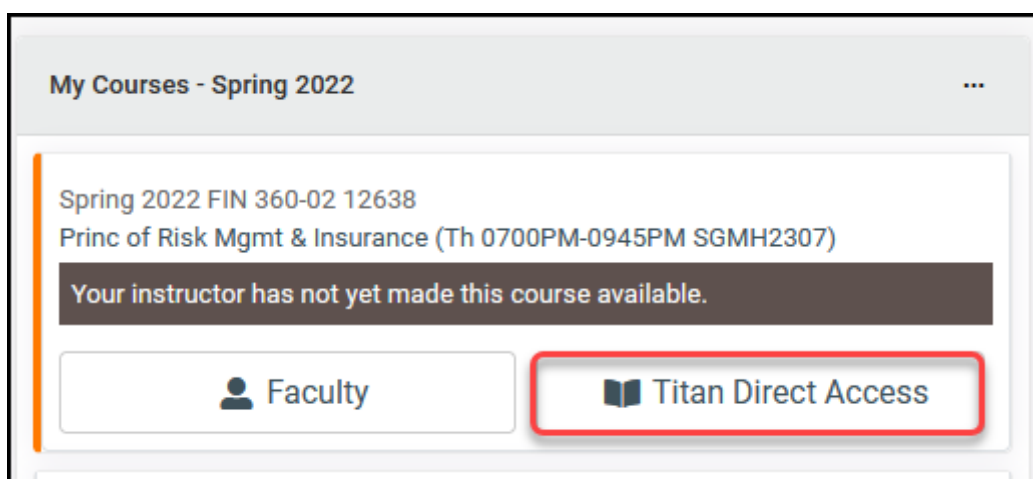 My Courses - Spring 2022 ...
Spring 2022 FIN 360-02 12638
Princ of Risk Mgmt & Insurance (Th 0700PM-0945PM SGMH2307)
Your instructor has not yet made this course available.
Faculty Titan Direct Access